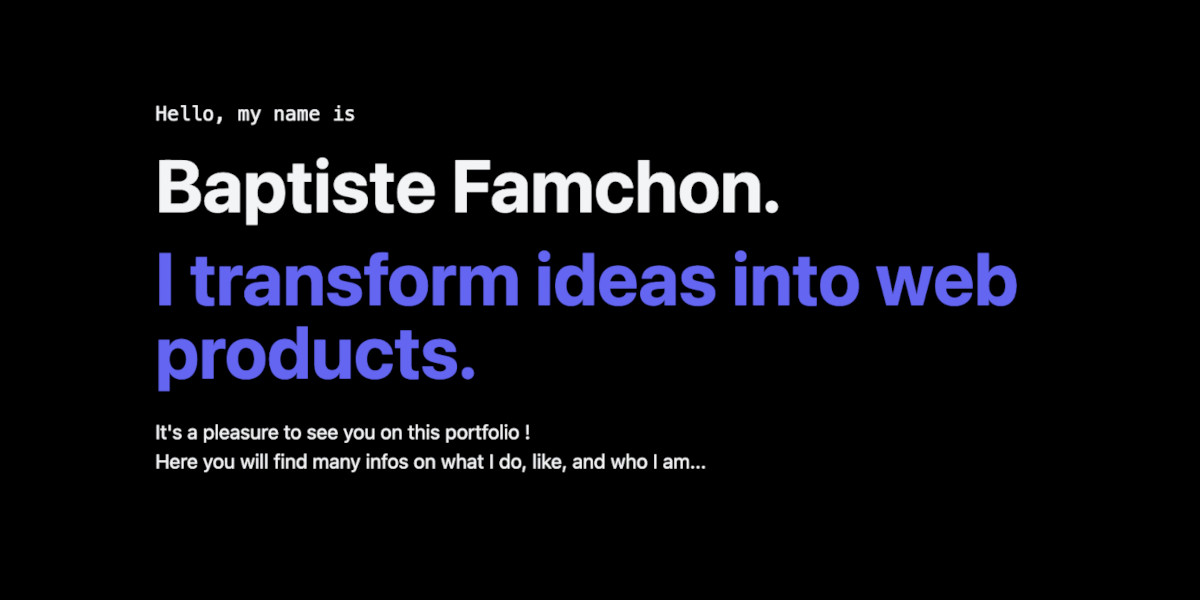 Hello, my name is
Baptiste Famchon.
I transform ideas into web
products.
It's a pleasure to see you on this portfolio !
Here you will find many infos on what I do, like, and who I am...